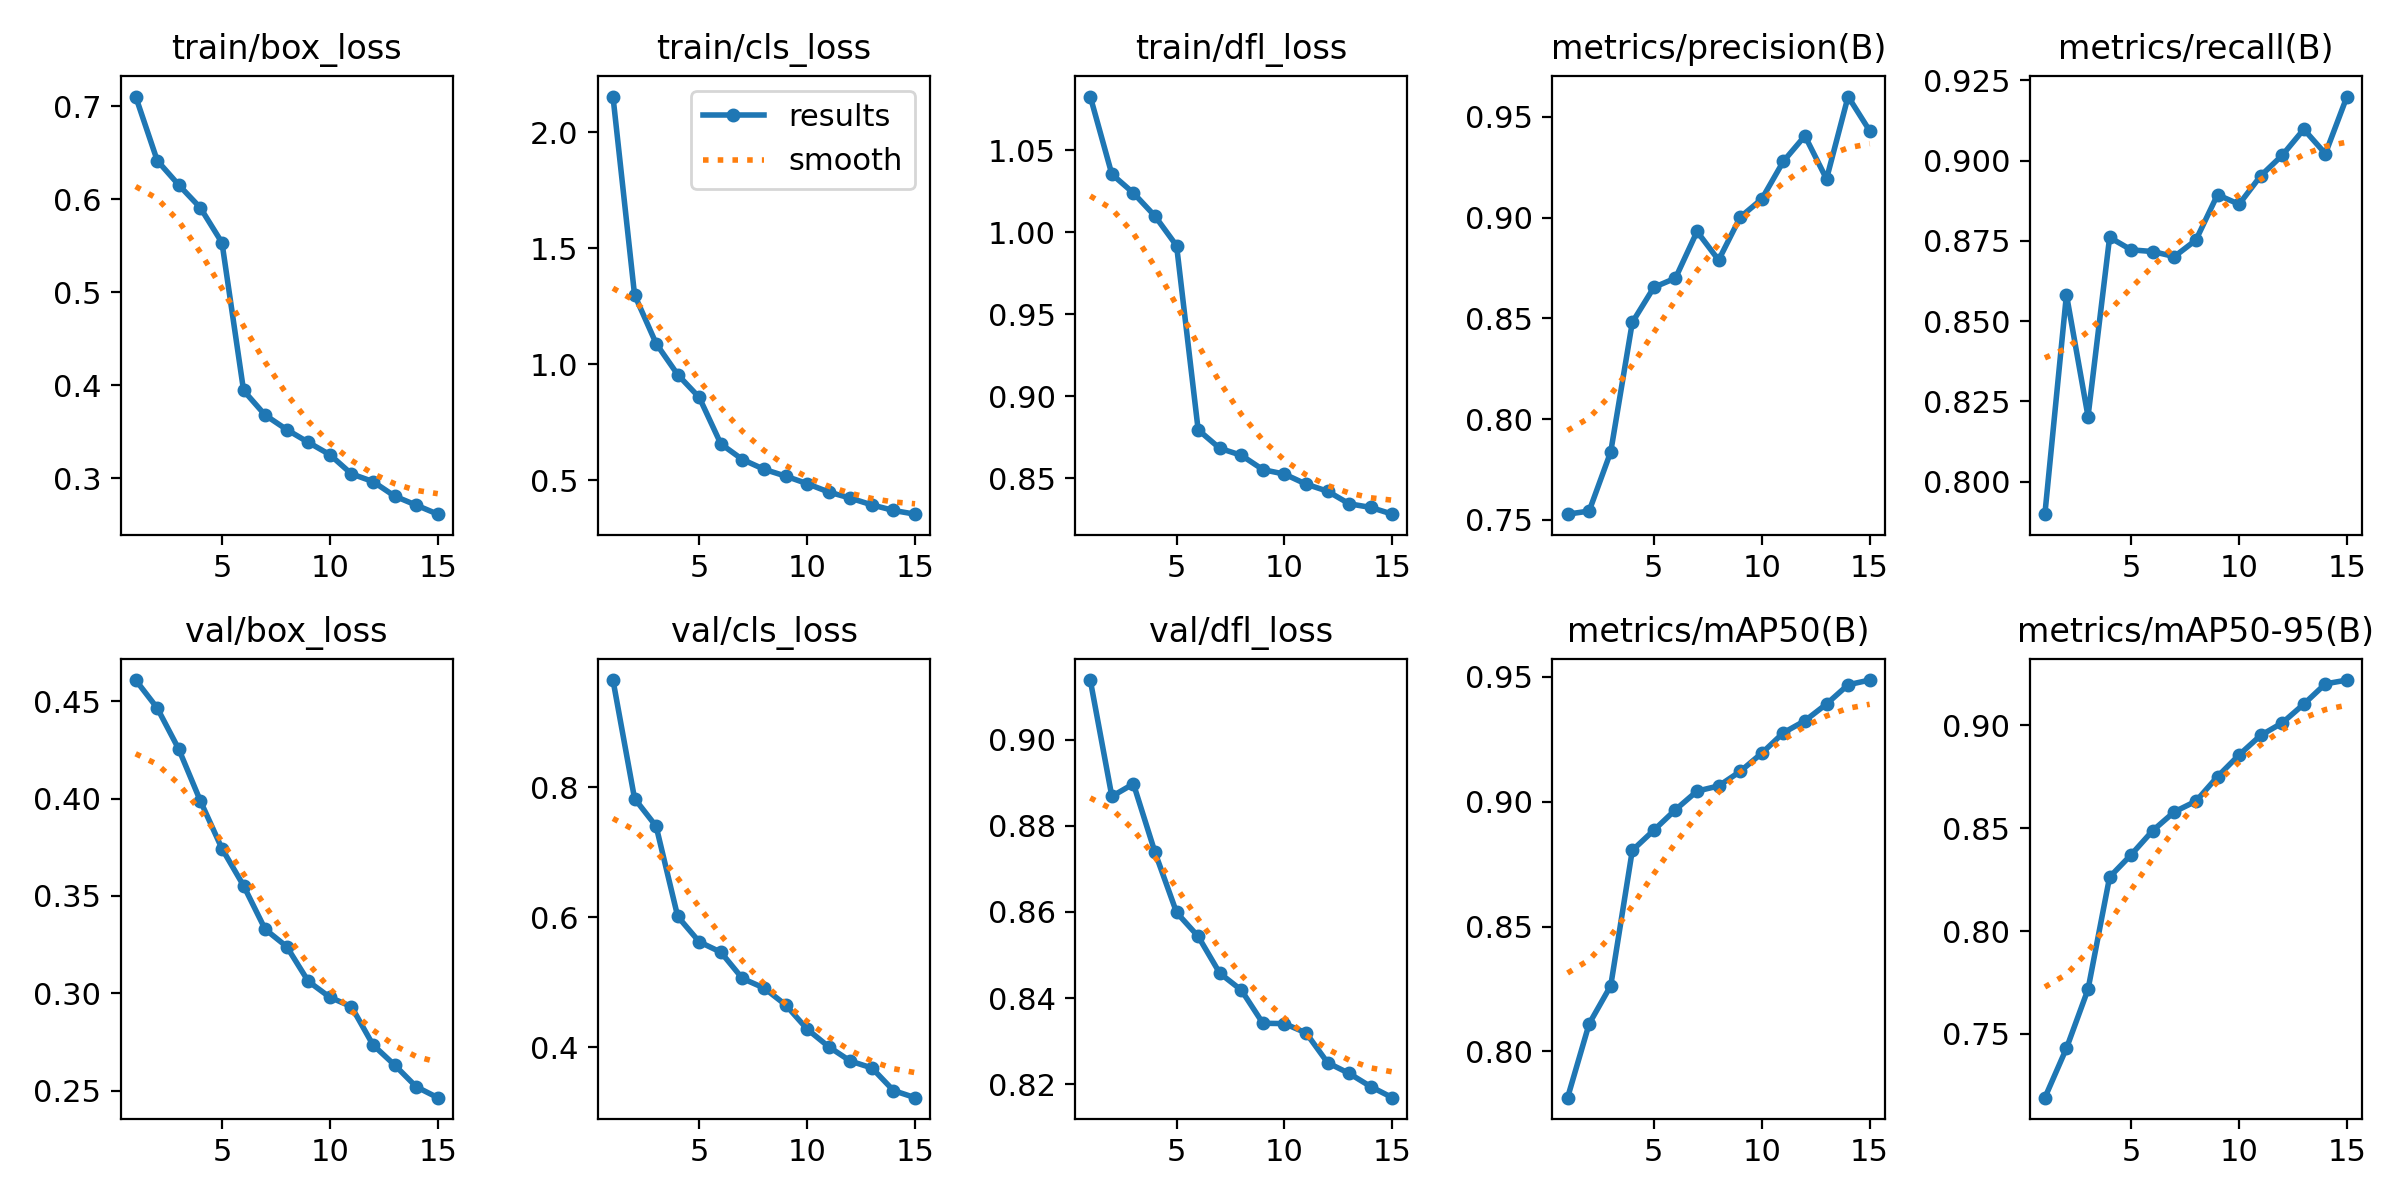 train/box_loss
0.7
0.6
0.5
0.4
0.3
5 10 15
train/cls_loss
results
smooth
2.0
1.5
1.0
0.5
5 10 15
train/dfl_loss
1.05
1.00
0.95
0.90
0.85
5 10 15
metrics/precision(B)
0.95
0.90
0.85
0.80
0.75
5 10 15
metrics/recall(B)
0.925
0.900
0.875
0.850
0.825
0.800
5 10 15
val/box_loss
0.45
0.40
0.35
0.30
0.25
5 10 15
val/cls_loss
0.8
0.6
0.4
5 10 15
val/dfl_loss
0.90
0.88
0.86
0.84
0.82
5 10 15
metrics/mAP50(B)
0.95
0.90
0.85
0.80
5 10 15
metrics/mAP50-95(B)
0.90
0.85
0.80
0.75
5 10 15